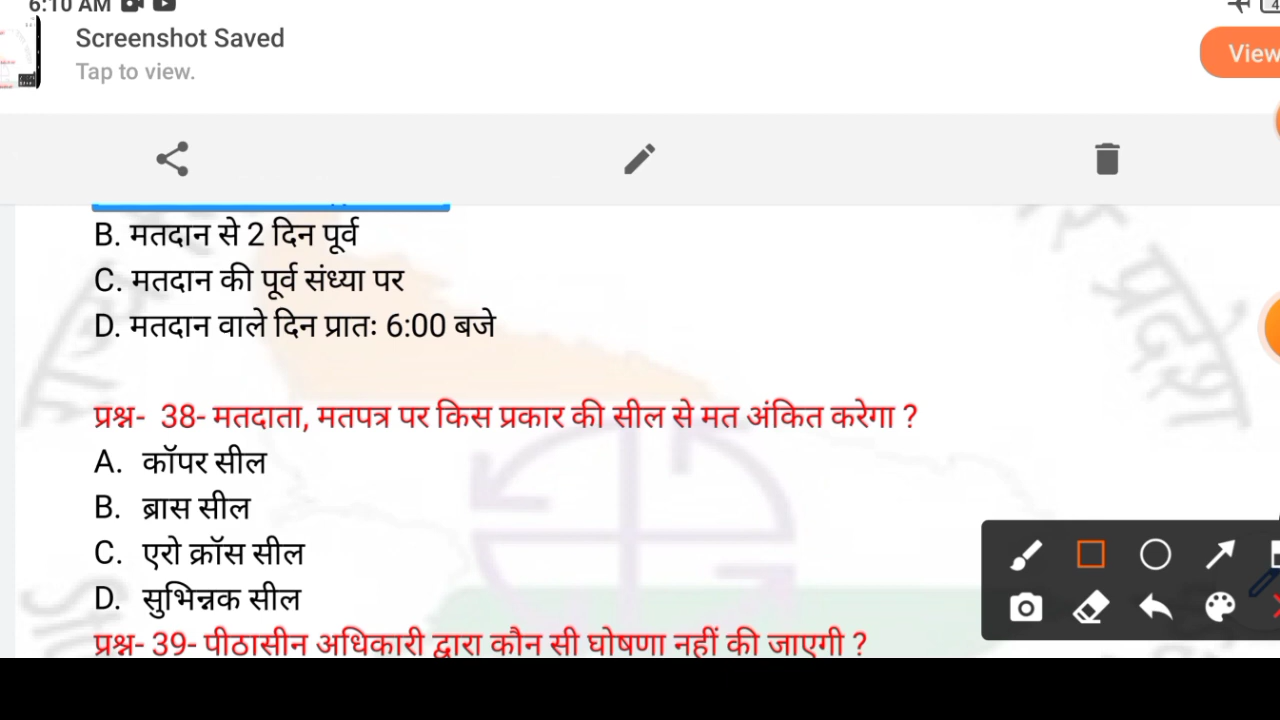 6:10 AM
Screenshot Saved
Tap to view.
View
B. मतदान से 2 दिन पूर्व
C. मतदान की पूर्व संध्या पर
D. मतदान वाले दिन प्रातः 6:00 बजे
प्रश्न- 38- मतदाता, मतपत्र पर किस प्रकार की सील से मत अंकित करेगा ?
A. कॉपर सील
B. ब्रास सील
C. एरो क्रॉस सील
D. सुभिन्नक सील
प्रश्न- 39- पीठासीन अधिकारी द्वारा कौन सी घोषणा नहीं की जाएगी ?